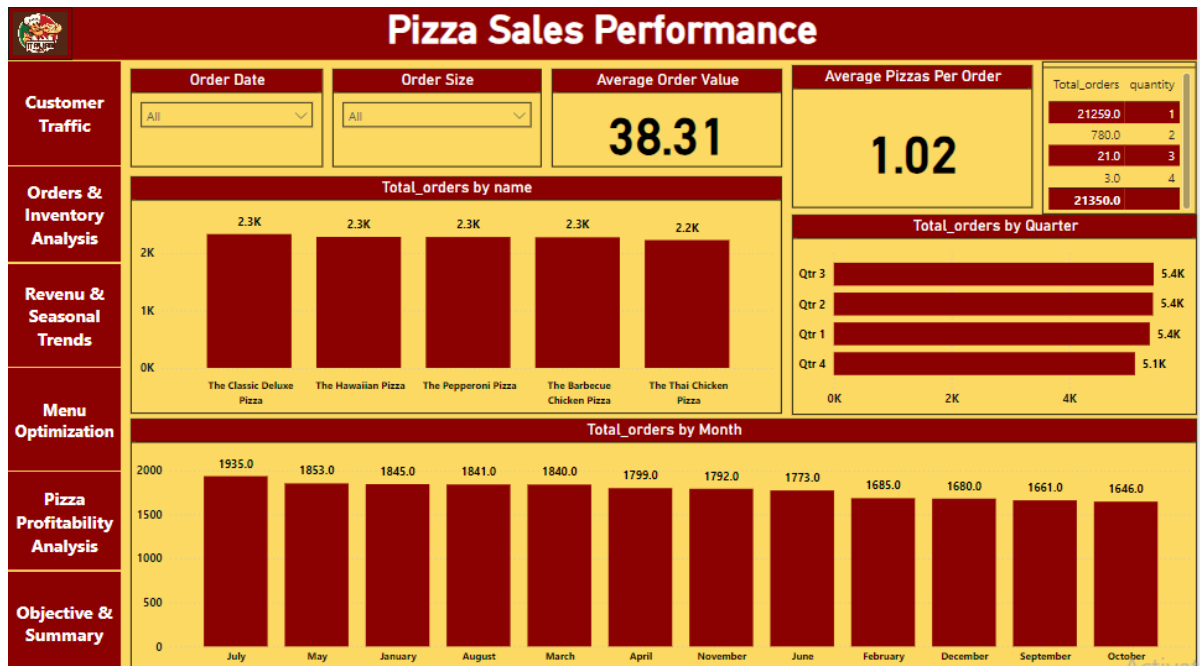 Pizza Sales Performance
Customer
Traffic
Orders &
Inventory
Analysis
Revenu &
Seasonal
Trends
Menu
Optimization
Pizza
Profitability
Analysis
Objective &
Summary
Order Date
All
Order Size
All
Average Order Value
38.31
Average Pizzas Per Order
1.02
Total_orders quantity
21259.0 1
780.0 2
21.0 3
3.0 4
21350.0
Total_orders by name
2.3K 2.3K 2.3K 2.3K 2.2K
2K
1K
0K
The Classic Deluxe
Pizza
The Hawaiian Pizza
The Pepperoni Pizza
The Barbecue
Chicken Pizza
The Thai Chicken
Pizza
Total_orders by Quarter
Qtr 3 5.4K
Qtr 2 5.4K
Qtr 1 5.4K
Qtr 4 5.1K
0K 2K 4K
Total_orders by Month
1935.0 1853.0 1845.0 1841.0 1840.0 1799.0 1792.0 1773.0 1685.0 1680.0 1661.0 1646.0
2000
1500
1000
500
0
July May January August March April November June February December September October